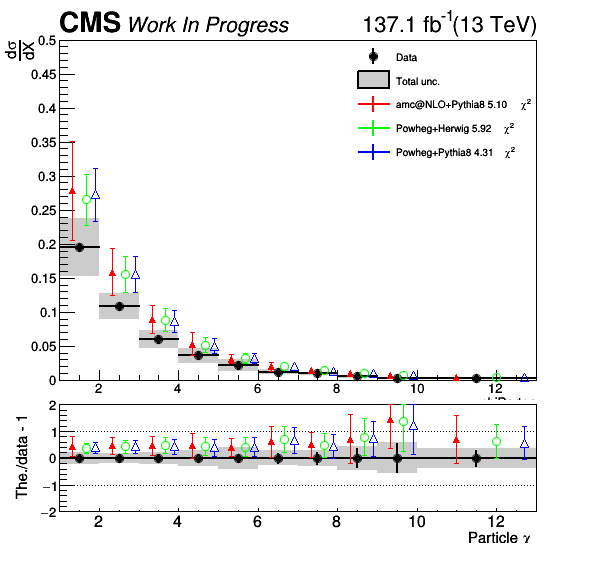 CMS Work In Progress 137.1 fb⁻¹(13 TeV)
dσ
dX
0.5
0.45
0.4
0.35
0.3
0.25
0.2
0.15
0.1
0.05
0
Data
Total unc.
amc@NLO+Pythia8 5.10 χ²
Powheg+Herwig 5.92 χ²
Powheg+Pythia8 4.31 χ²
2 4 6 8 10 12
The./data - 1
2
1
0
−1
−2
2 4 6 8 10 12
Particle γ